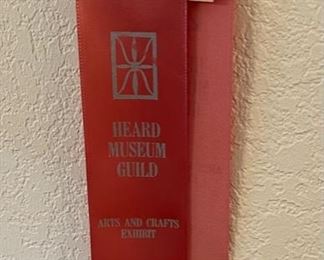 HEARD
MUSEUM
GUILD
ARTS AND CRAFTS
EXHIBIT